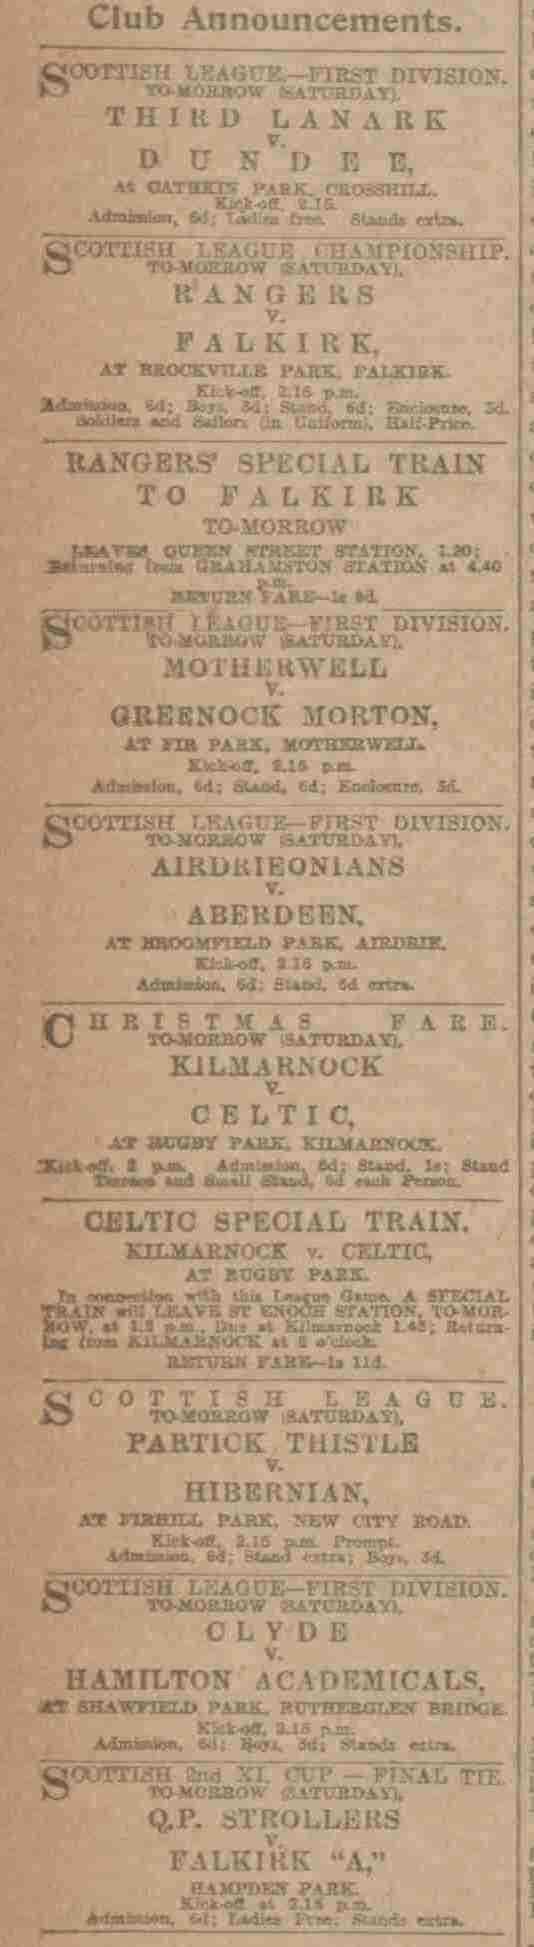 Club Announcements.
SCOTTISH LEAGUE.—FIRST DIVISION.
TO-MORROW (SATURDAY),
THIRD LANARK
v.
DUNDEE,
At CATHKIN PARK, CROSSHILL.
Kick-off, 2.15.
Admission, 6d; Ladies free. Stands extra.
SCOTTISH LEAGUE CHAMPIONSHIP.
TO-MORROW (SATURDAY),
RANGERS
v.
FALKIRK,
AT BROCKVILLE PARK, FALKIRK.
Kick-off, 2.15 p.m.
Admission, 6d; Boys, 3d; Stand, 6d; Enclosure, 3d.
Soldiers and Sailors (in Uniform), Half-Price.
RANGERS' SPECIAL TRAIN
TO FALKIRK
TO-MORROW
LEAVES QUEEN STREET STATION, 1.20;
Returning from GRAHAMSTON STATION at 4.40
p.m.
RETURN FARE—1s 9d.
SCOTTISH LEAGUE—FIRST DIVISION.
TO-MORROW (SATURDAY),
MOTHERWELL
v.
GREENOCK MORTON,
AT FIR PARK, MOTHERWELL.
Kick-off, 2.15 p.m.
Admission, 6d; Stand, 6d; Enclosure, 3d.
SCOTTISH LEAGUE—FIRST DIVISION.
TO-MORROW (SATURDAY),
AIRDRIEONIANS
v.
ABERDEEN,
AT BROOMFIELD PARK, AIRDRIE,
Kick-off, 2.15 p.m.
Admission, 6d; Stand, 6d extra.
CHRISTMAS FARE.
TO-MORROW (SATURDAY),
KILMARNOCK
v.
CELTIC,
AT RUGBY PARK, KILMARNOCK.
Kick-off, 2 p.m. Admission, 6d; Stand, 1s; Stand
Terrace and Small Stand, 6d each Person.
CELTIC SPECIAL TRAIN.
KILMARNOCK v. CELTIC,
AT RUGBY PARK.
In connection with this League Game, A SPECIAL
TRAIN will LEAVE ST ENOCH STATION, TO-MOR-
ROW, at p.m., Due at Kilmarnock 1.45; Return-
ing from KILMARNOCK at o'clock.
RETURN FARE—1s 11d.
SCOTTISH LEAGUE.
TO-MORROW (SATURDAY),
PARTICK THISTLE
v.
HIBERNIAN,
AT FIRHILL PARK, NEW CITY ROAD.
Kick-off, 2.15 p.m. Prompt.
Admission, 6d; Stand extra; Boys, 3d.
SCOTTISH LEAGUE—FIRST DIVISION.
TO-MORROW (SATURDAY),
CLYDE
v.
HAMILTON ACADEMICALS,
AT SHAWFIELD PARK, RUTHERGLEN BRIDGE.
Kick-off, 2.15 p.m.
Admission, 6d; Boys, 3d; Stands extra.
SCOTTISH 2nd XI. CUP — FINAL TIE.
TO-MORROW (SATURDAY),
Q.P. STROLLERS
v.
FALKIRK "A,"
HAMPDEN PARK.
Kick-off at 2.15 p.m.
Admission, 6d; Ladies Free; Stands extra.